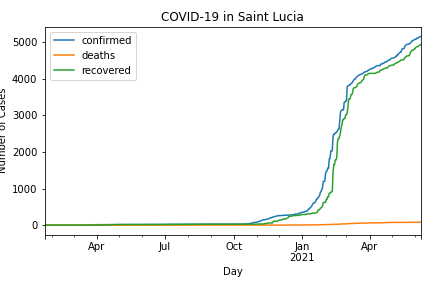 COVID-19 in Saint Lucia
confirmed
deaths
recovered
Number of Cases
5000
4000
3000
2000
1000
0
Apr
Jul
Oct
Jan
2021
Apr
Day